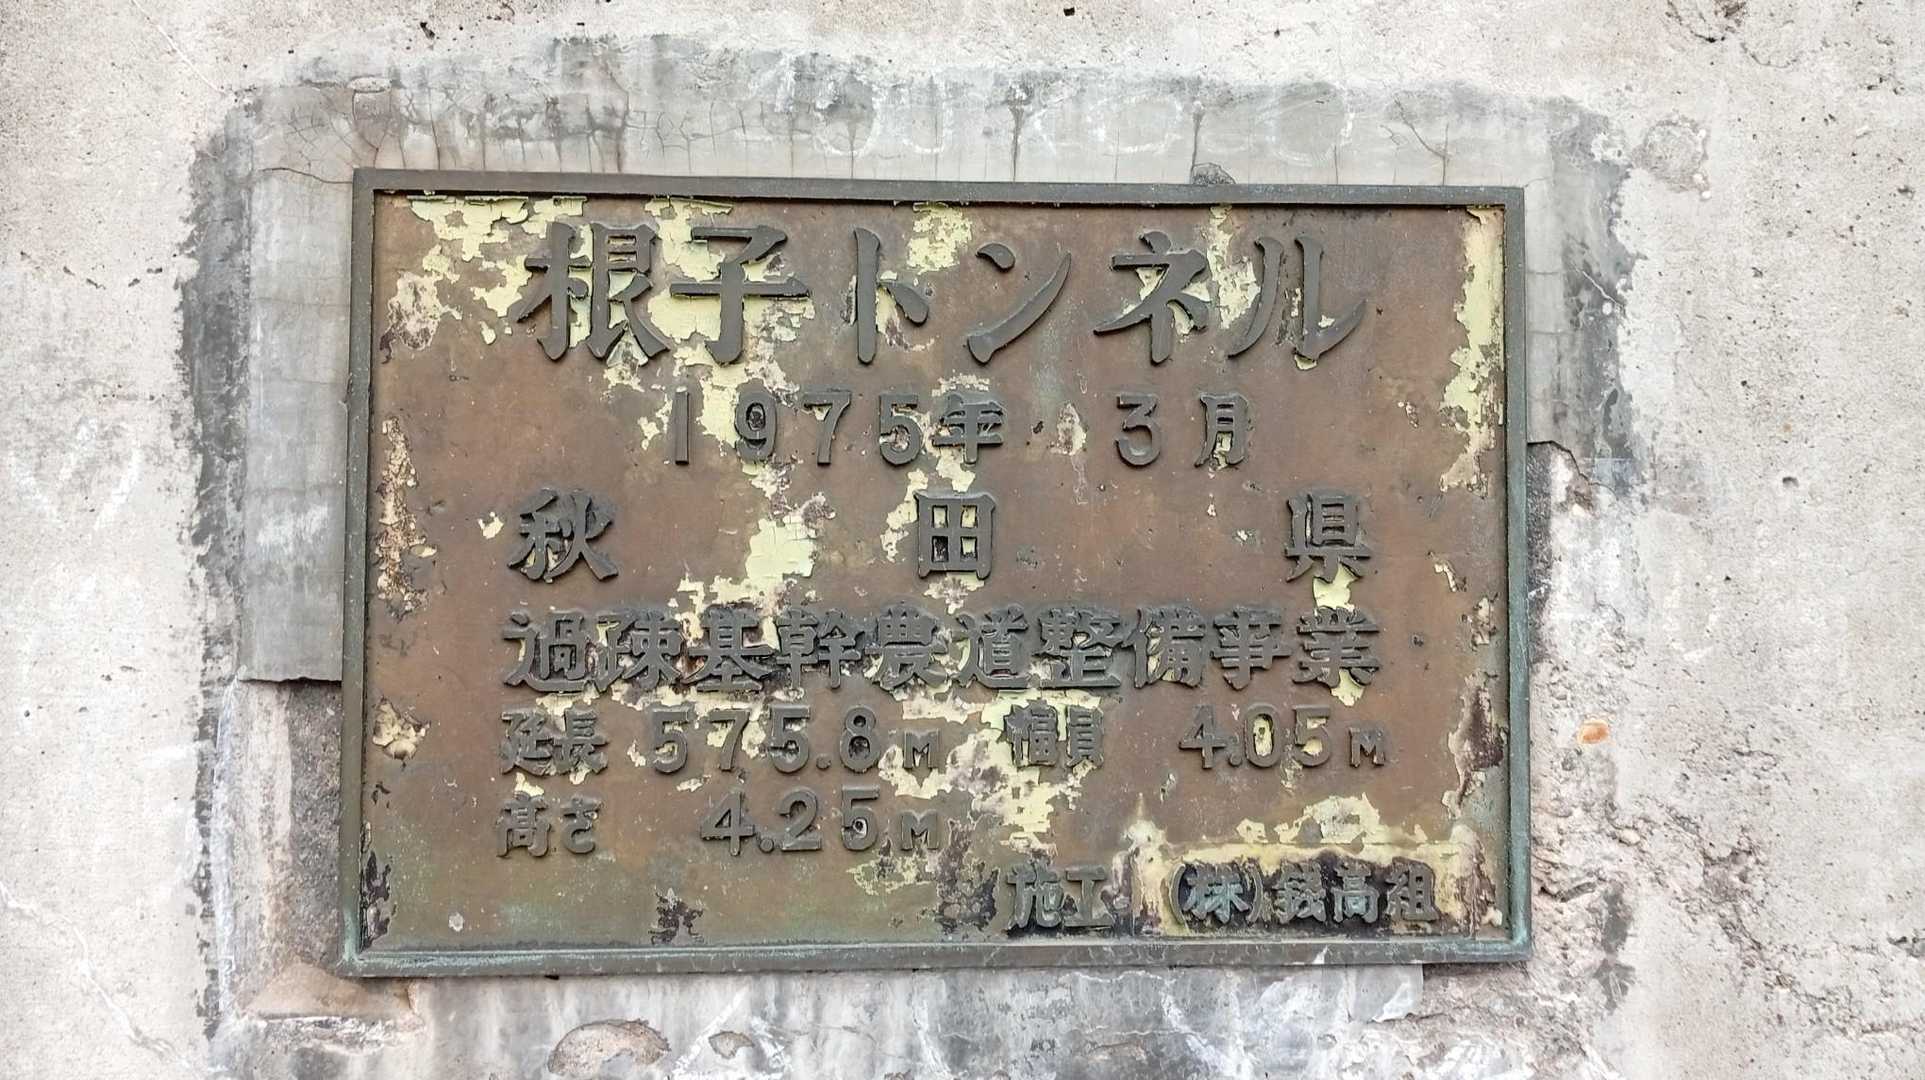 根子トンネル
1975年 3月
秋田県
過疎基幹農道整備事業
延長 575.8M 幅員 4.05M
高さ 4.25M
施工 (株)銭高組